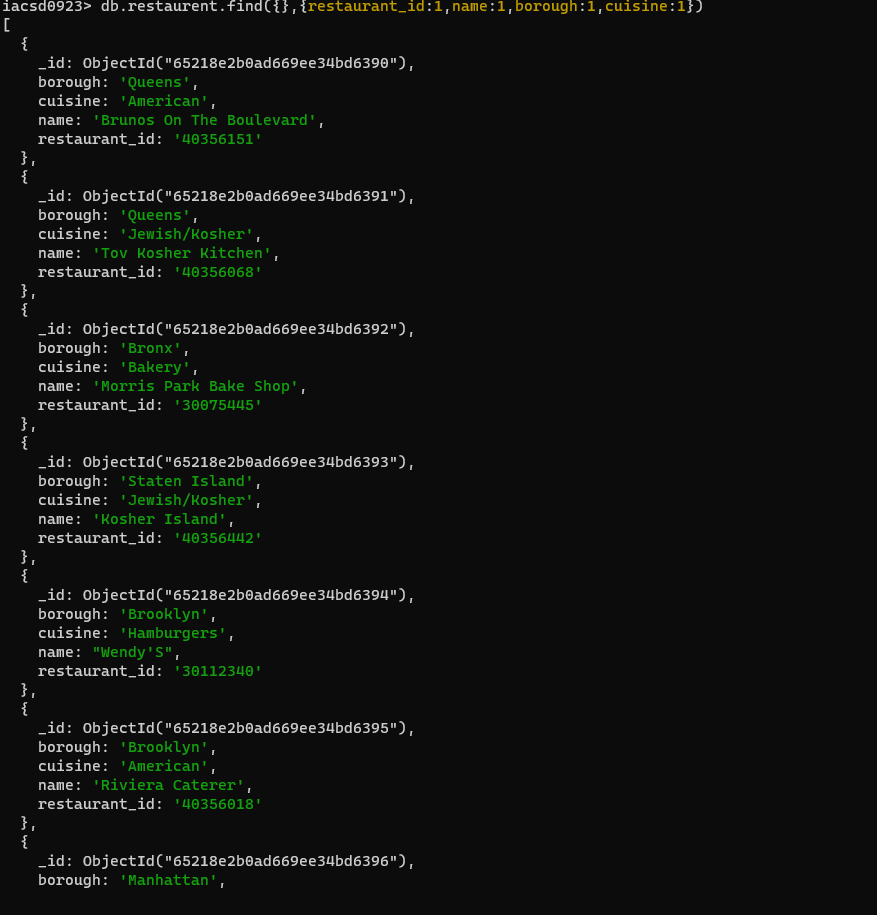 iacsd0923> db.restaurent.find({},{restaurant_id:1,name:1,borough:1,cuisine:1})
[
  {
    _id: ObjectId("65218e2b0ad669ee34bd6390"),
    borough: 'Queens',
    cuisine: 'American',
    name: 'Brunos On The Boulevard',
    restaurant_id: '40356151'
  },
  {
    _id: ObjectId("65218e2b0ad669ee34bd6391"),
    borough: 'Queens',
    cuisine: 'Jewish/Kosher',
    name: 'Tov Kosher Kitchen',
    restaurant_id: '40356068'
  },
  {
    _id: ObjectId("65218e2b0ad669ee34bd6392"),
    borough: 'Bronx',
    cuisine: 'Bakery',
    name: 'Morris Park Bake Shop',
    restaurant_id: '30075445'
  },
  {
    _id: ObjectId("65218e2b0ad669ee34bd6393"),
    borough: 'Staten Island',
    cuisine: 'Jewish/Kosher',
    name: 'Kosher Island',
    restaurant_id: '40356442'
  },
  {
    _id: ObjectId("65218e2b0ad669ee34bd6394"),
    borough: 'Brooklyn',
    cuisine: 'Hamburgers',
    name: "Wendy'S",
    restaurant_id: '30112340'
  },
  {
    _id: ObjectId("65218e2b0ad669ee34bd6395"),
    borough: 'Brooklyn',
    cuisine: 'American',
    name: 'Riviera Caterer',
    restaurant_id: '40356018'
  },
  {
    _id: ObjectId("65218e2b0ad669ee34bd6396"),
    borough: 'Manhattan',